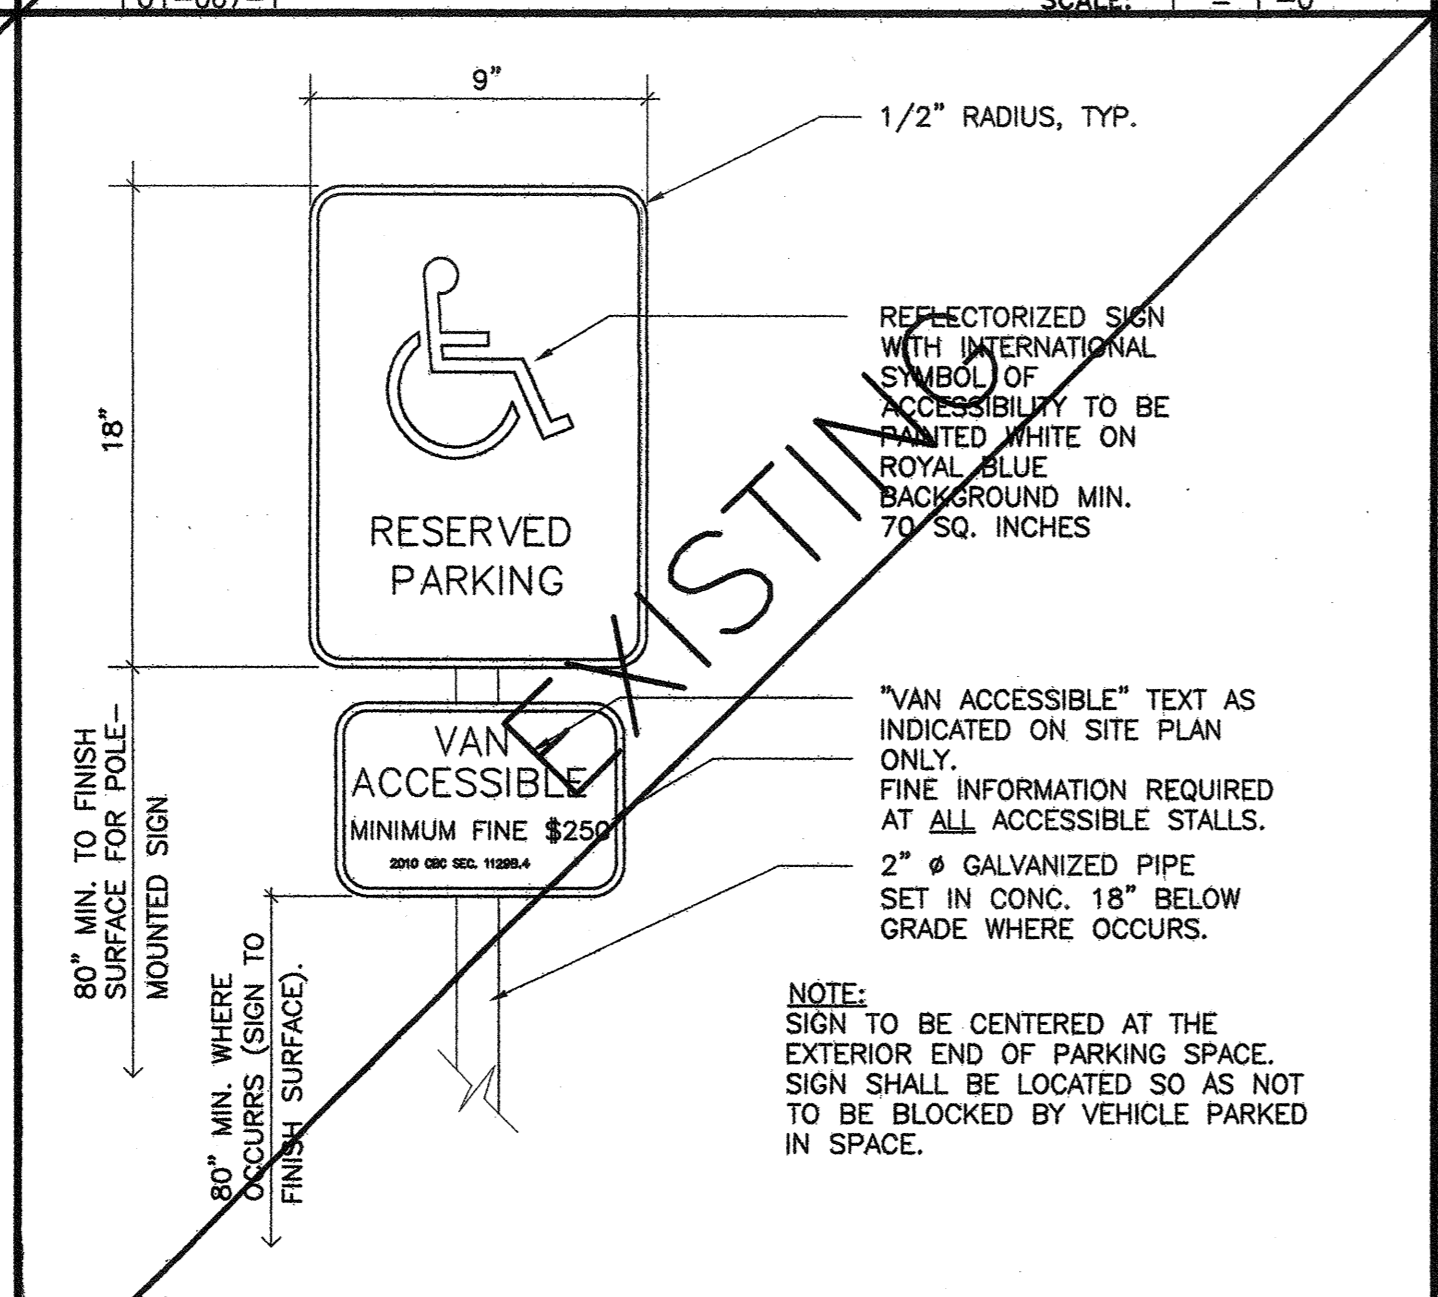 9"
1/2" RADIUS, TYP.
REFLECTORIZED SIGN
WITH INTERNATIONAL
SYMBOL OF
ACCESSIBILITY TO BE
PAINTED WHITE ON
ROYAL BLUE
BACKGROUND MIN.
70 SQ. INCHES
18"
RESERVED
PARKING
EXISTING
"VAN ACCESSIBLE" TEXT AS
INDICATED ON SITE PLAN
ONLY.
FINE INFORMATION REQUIRED
AT ALL ACCESSIBLE STALLS.
VAN
ACCESSIBLE
MINIMUM FINE $250
2010 CBC SEC. 1129B.4
2" ø GALVANIZED PIPE
SET IN CONC. 18" BELOW
GRADE WHERE OCCURS.
80" MIN. TO FINISH
SURFACE FOR POLE-
MOUNTED SIGN
80" MIN. WHERE
OCCURRS (SIGN TO
FINISH SURFACE).
NOTE:
SIGN TO BE CENTERED AT THE
EXTERIOR END OF PARKING SPACE.
SIGN SHALL BE LOCATED SO AS NOT
TO BE BLOCKED BY VEHICLE PARKED
IN SPACE.